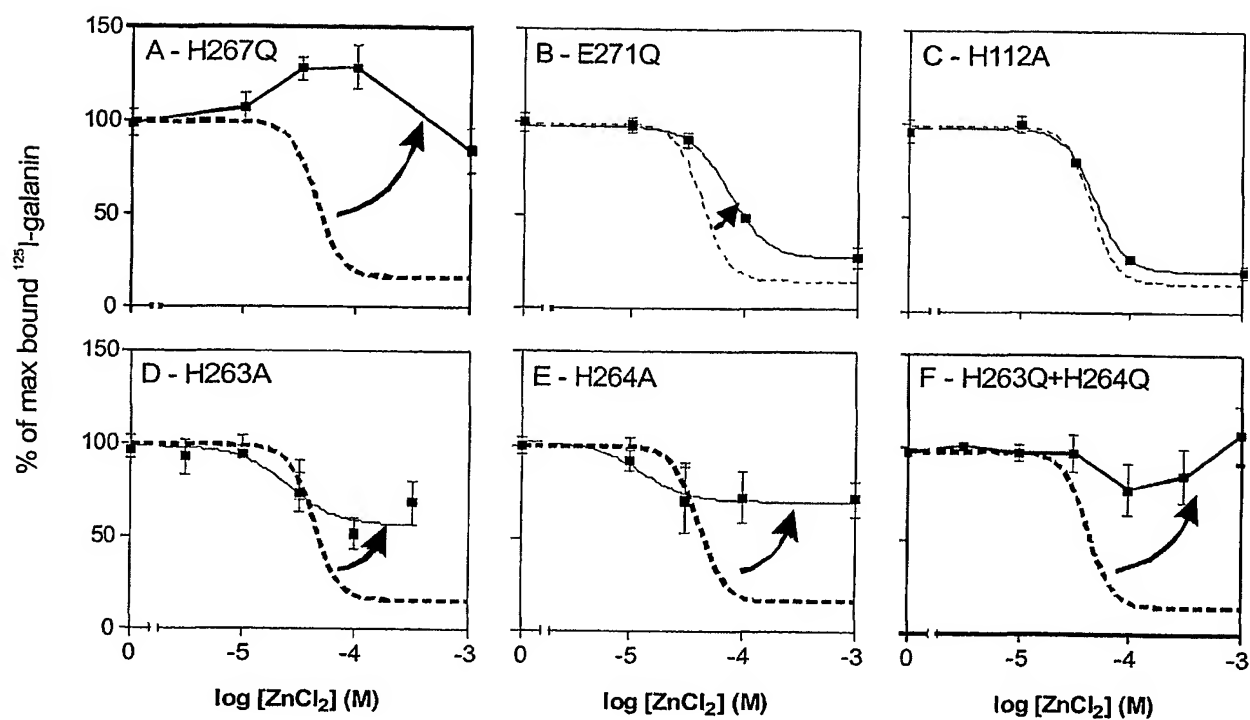 % of max bound ¹²⁵I-galanin
150
100
50
0
A - H267Q
B - E271Q
C - H112A
150
100
50
0
D - H263A
E - H264A
F - H263Q+H264Q
0 -5 -4 -3
0 -5 -4 -3
0 -5 -4 -3
log [ZnCl₂] (M)
log [ZnCl₂] (M)
log [ZnCl₂] (M)